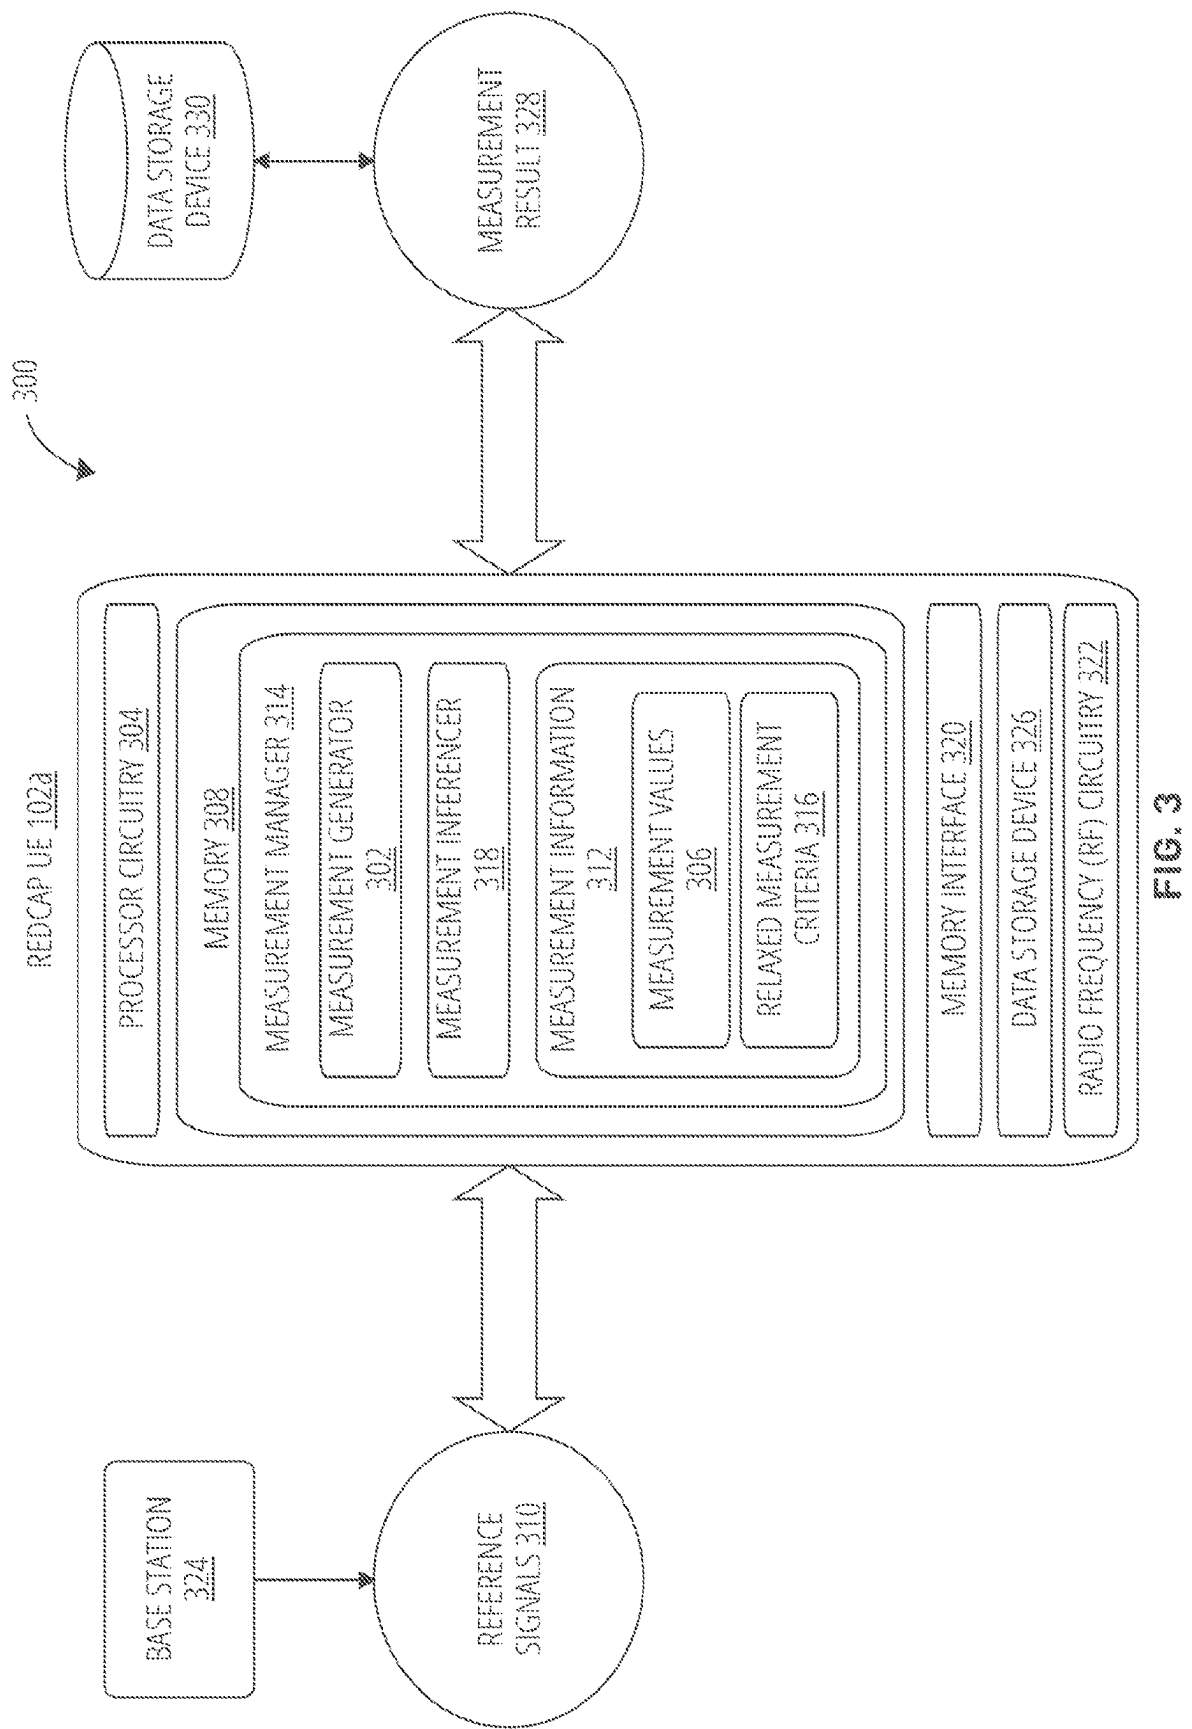 300
REDCAP UE 102a
BASE STATION
324
REFERENCE
SIGNALS 310
PROCESSOR CIRCUITRY 304
MEMORY 308
MEASUREMENT MANAGER 314
MEASUREMENT GENERATOR
302
MEASUREMENT INFERENCER
318
MEASUREMENT INFORMATION
312
MEASUREMENT VALUES
306
RELAXED MEASUREMENT
CRITERIA 316
MEMORY INTERFACE 320
DATA STORAGE DEVICE 326
RADIO FREQUENCY (RF) CIRCUITRY 322
DATA STORAGE
DEVICE 330
MEASUREMENT
RESULT 328
FIG. 3